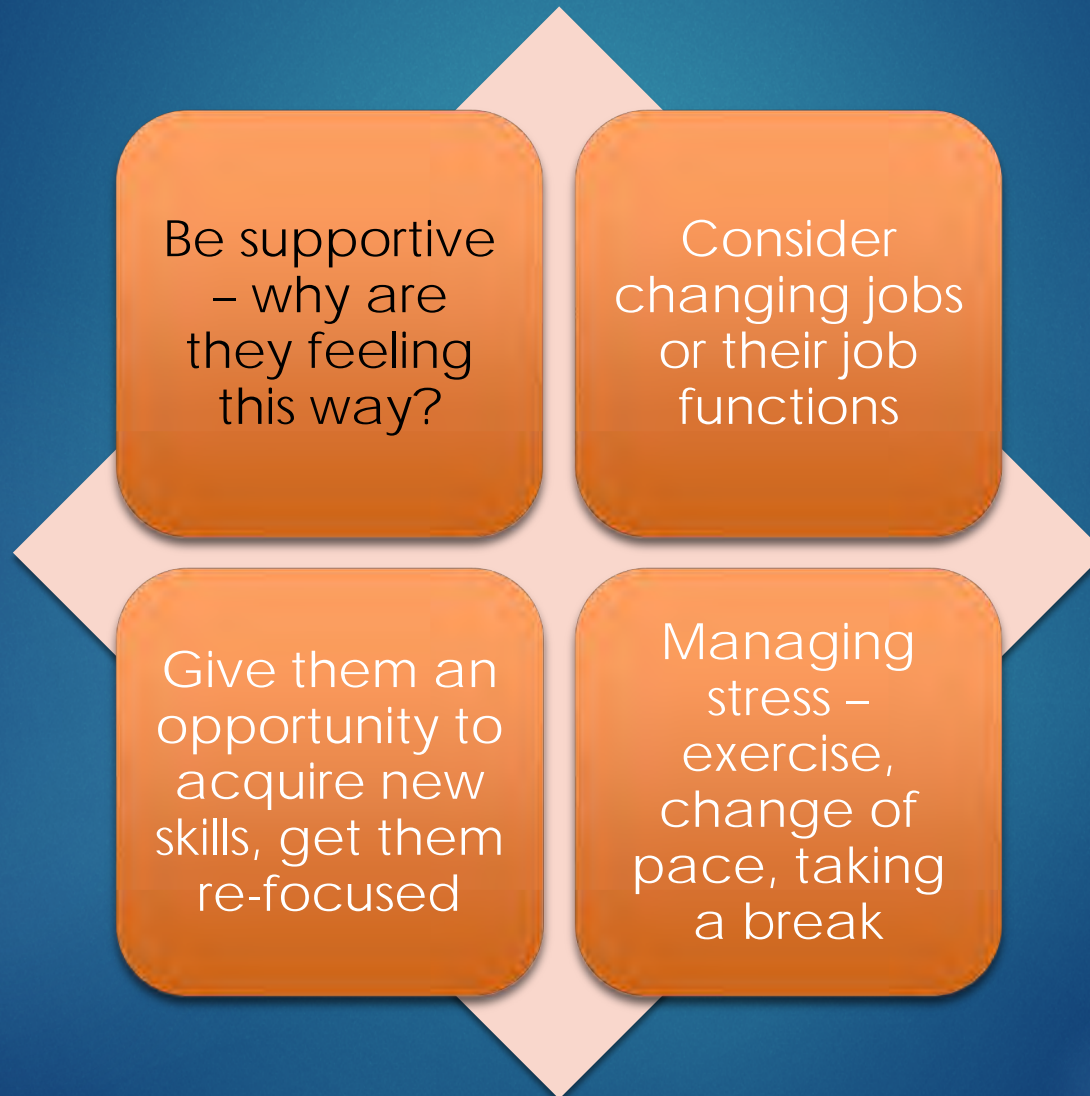 Be supportive
– why are
they feeling
this way?
Consider
changing jobs
or their job
functions
Give them an
opportunity to
acquire new
skills, get them
re-focused
Managing
stress –
exercise,
change of
pace, taking
a break